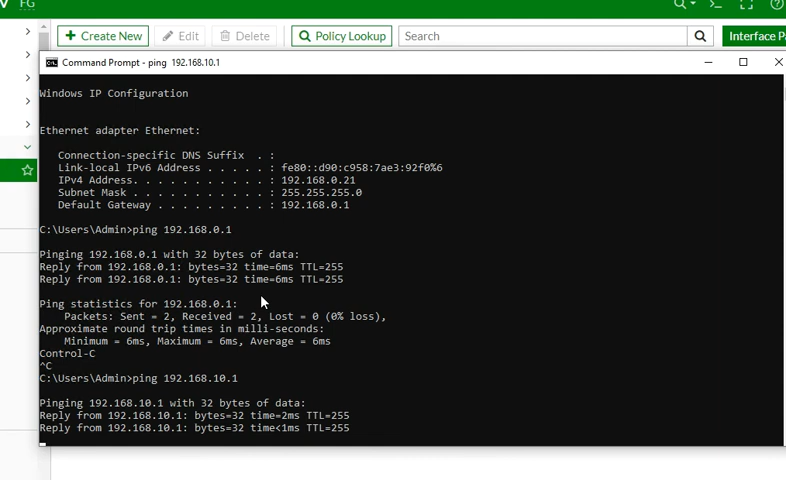 FG
+ Create New
Edit
Delete
Policy Lookup
Search
Interface Pa
Command Prompt - ping 192.168.10.1
Windows IP Configuration
Ethernet adapter Ethernet:
Connection-specific DNS Suffix . :
Link-local IPv6 Address . . . . . : fe80::d90:c958:7ae3:92f0%6
IPv4 Address. . . . . . . . . . . : 192.168.0.21
Subnet Mask . . . . . . . . . . . : 255.255.255.0
Default Gateway . . . . . . . . . : 192.168.0.1
C:\Users\Admin>ping 192.168.0.1
Pinging 192.168.0.1 with 32 bytes of data:
Reply from 192.168.0.1: bytes=32 time=6ms TTL=255
Reply from 192.168.0.1: bytes=32 time=6ms TTL=255
Ping statistics for 192.168.0.1:
Packets: Sent = 2, Received = 2, Lost = 0 (0% loss),
Approximate round trip times in milli-seconds:
Minimum = 6ms, Maximum = 6ms, Average = 6ms
Control-C
^C
C:\Users\Admin>ping 192.168.10.1
Pinging 192.168.10.1 with 32 bytes of data:
Reply from 192.168.10.1: bytes=32 time=2ms TTL=255
Reply from 192.168.10.1: bytes=32 time<1ms TTL=255